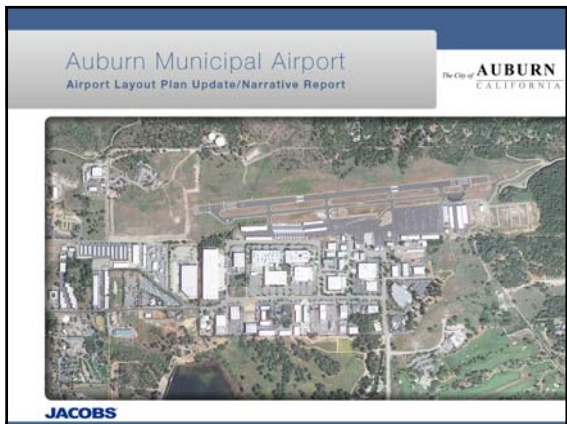 Auburn Municipal Airport
Airport Layout Plan Update/Narrative Report
The City of AUBURN
CALIFORNIA
JACOBS